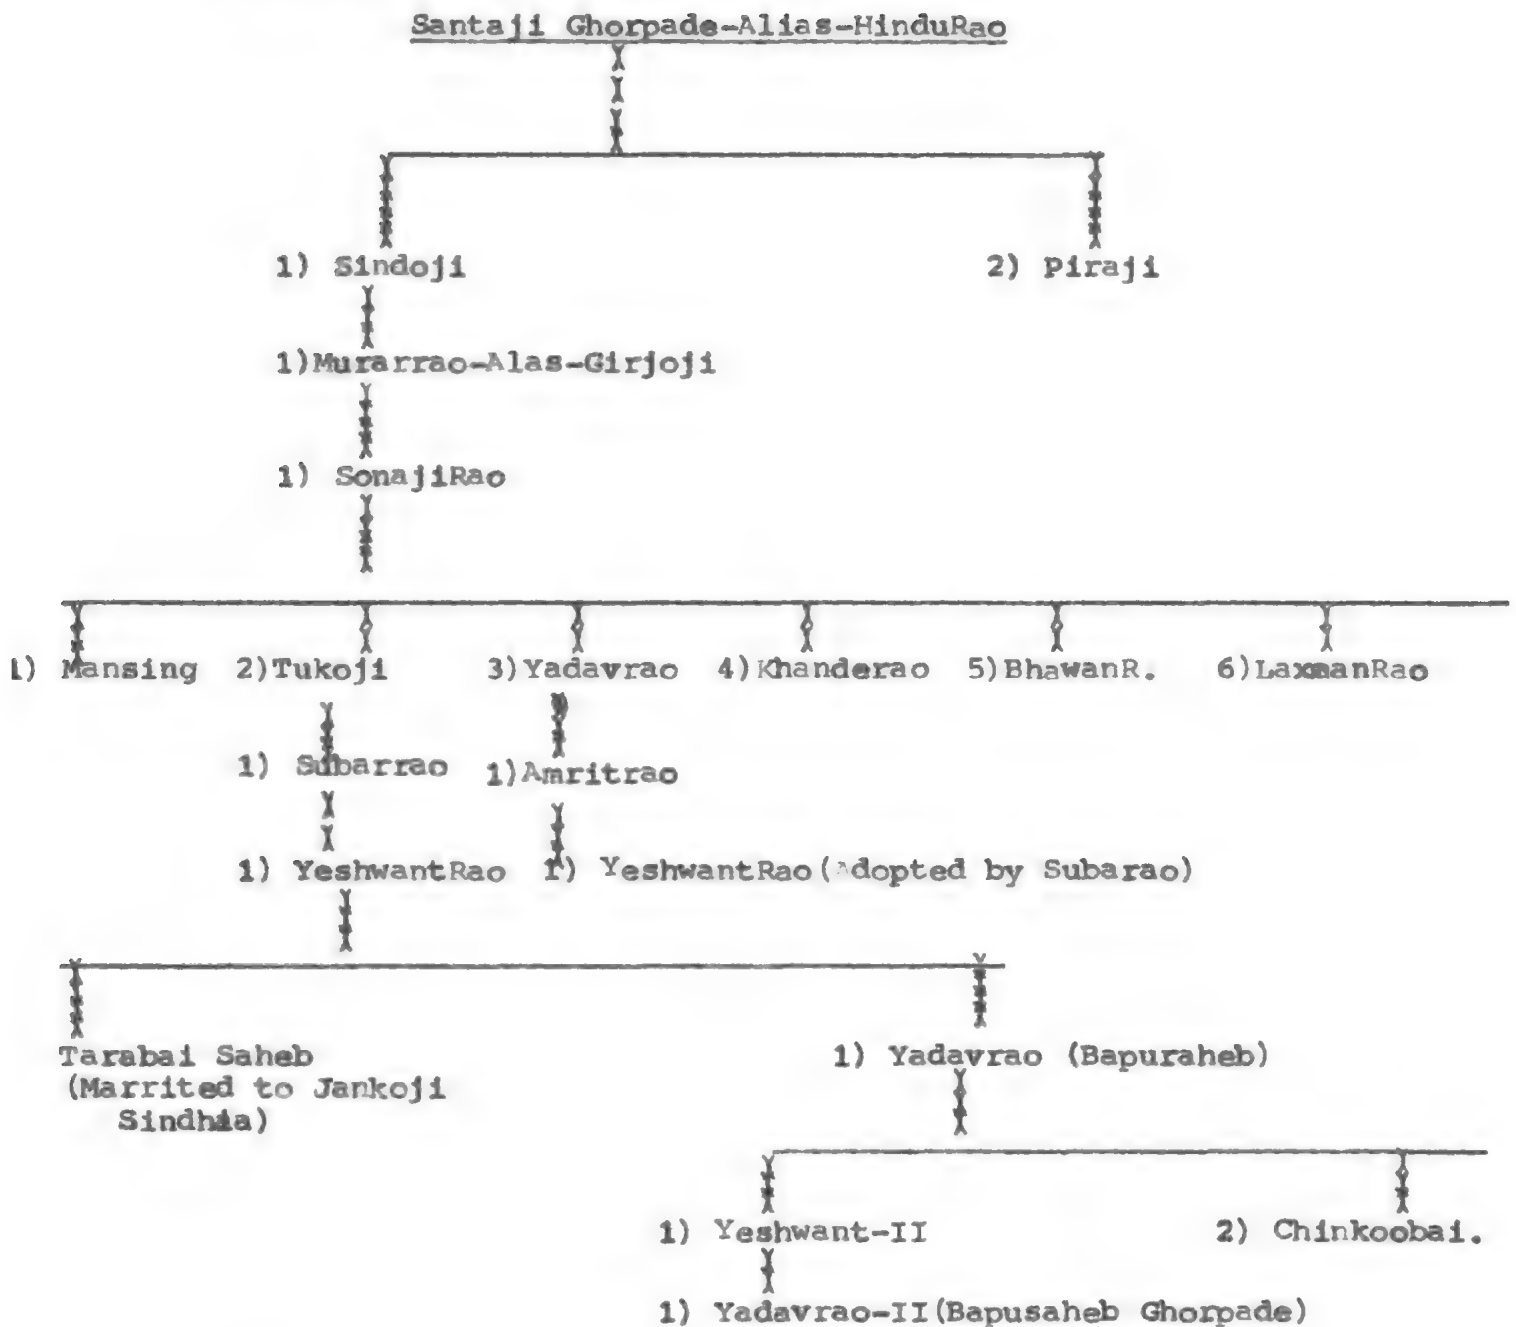 Santaji Ghorpade-Alias-HinduRao
1) Sindoji 2) Piraji
1)Murarrao-Alas-Girjoji
1) SonajiRao
1) Mansing 2)Tukoji 3)Yadavrao 4)Khanderao 5)BhawanR. 6)LaxmanRao
1) Subarrao 1)Amritrao
1) YeshwantRao 1) YeshwantRao(Adopted by Subarao)
Tarabai Saheb 1) Yadavrao (Bapuraheb)
(Marrited to Jankoji
Sindhia)
1) Yeshwant-II 2) Chinkoobai.
1) Yadavrao-II(Bapusaheb Ghorpade)